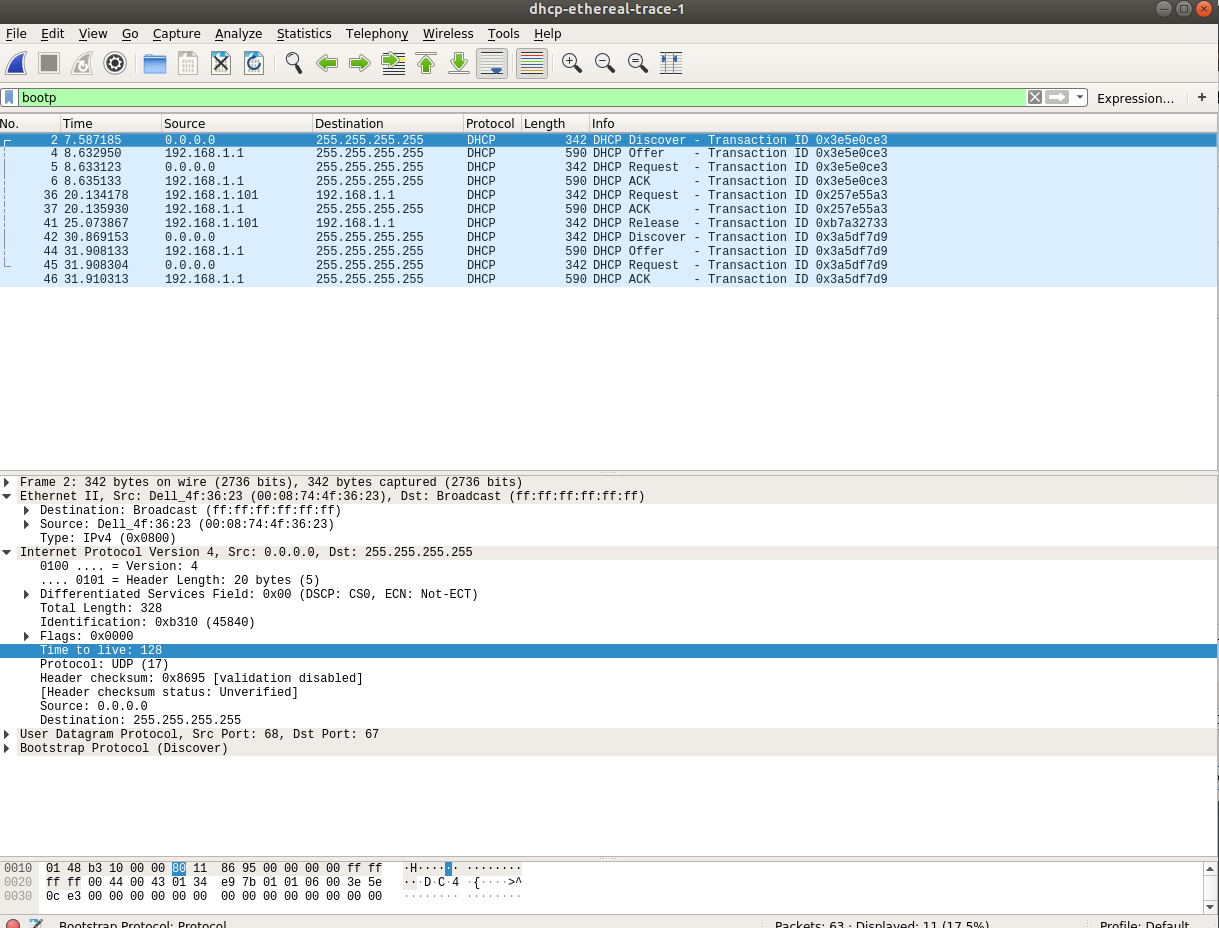 dhcp-ethereal-trace-1
File Edit View Go Capture Analyze Statistics Telephony Wireless Tools Help
bootp Expression… +
No. Time Source Destination Protocol Length Info
2 7.587185 0.0.0.0 255.255.255.255 DHCP 342 DHCP Discover - Transaction ID 0x3e5e0ce3
4 8.632950 192.168.1.1 255.255.255.255 DHCP 590 DHCP Offer - Transaction ID 0x3e5e0ce3
5 8.633123 0.0.0.0 255.255.255.255 DHCP 342 DHCP Request - Transaction ID 0x3e5e0ce3
6 8.635133 192.168.1.1 255.255.255.255 DHCP 590 DHCP ACK - Transaction ID 0x3e5e0ce3
36 20.134178 192.168.1.101 192.168.1.1 DHCP 342 DHCP Request - Transaction ID 0x257e55a3
37 20.135930 192.168.1.1 255.255.255.255 DHCP 590 DHCP ACK - Transaction ID 0x257e55a3
41 25.073867 192.168.1.101 192.168.1.1 DHCP 342 DHCP Release - Transaction ID 0xb7a32733
42 30.869153 0.0.0.0 255.255.255.255 DHCP 342 DHCP Discover - Transaction ID 0x3a5df7d9
44 31.908133 192.168.1.1 255.255.255.255 DHCP 590 DHCP Offer - Transaction ID 0x3a5df7d9
45 31.908304 0.0.0.0 255.255.255.255 DHCP 342 DHCP Request - Transaction ID 0x3a5df7d9
46 31.910313 192.168.1.1 255.255.255.255 DHCP 590 DHCP ACK - Transaction ID 0x3a5df7d9
Frame 2: 342 bytes on wire (2736 bits), 342 bytes captured (2736 bits)
Ethernet II, Src: Dell_4f:36:23 (00:08:74:4f:36:23), Dst: Broadcast (ff:ff:ff:ff:ff:ff)
Destination: Broadcast (ff:ff:ff:ff:ff:ff)
Source: Dell_4f:36:23 (00:08:74:4f:36:23)
Type: IPv4 (0x0800)
Internet Protocol Version 4, Src: 0.0.0.0, Dst: 255.255.255.255
0100 .... = Version: 4
.... 0101 = Header Length: 20 bytes (5)
Differentiated Services Field: 0x00 (DSCP: CS0, ECN: Not-ECT)
Total Length: 328
Identification: 0xb310 (45840)
Flags: 0x0000
Time to live: 128
Protocol: UDP (17)
Header checksum: 0x8695 [validation disabled]
[Header checksum status: Unverified]
Source: 0.0.0.0
Destination: 255.255.255.255
User Datagram Protocol, Src Port: 68, Dst Port: 67
Bootstrap Protocol (Discover)
0010 01 48 b3 10 00 00 80 11 86 95 00 00 00 00 ff ff ·H······ ········
0020 ff ff 00 44 00 43 01 34 e9 7b 01 01 06 00 3e 5e ···D·C·4 ·{····>^
0030 0c e3 00 00 00 00 00 00 00 00 00 00 00 00 00 00 ········ ········
Bootstrap Protocol: Protocol Packets: 63 · Displayed: 11 (17.5%) Profile: Default